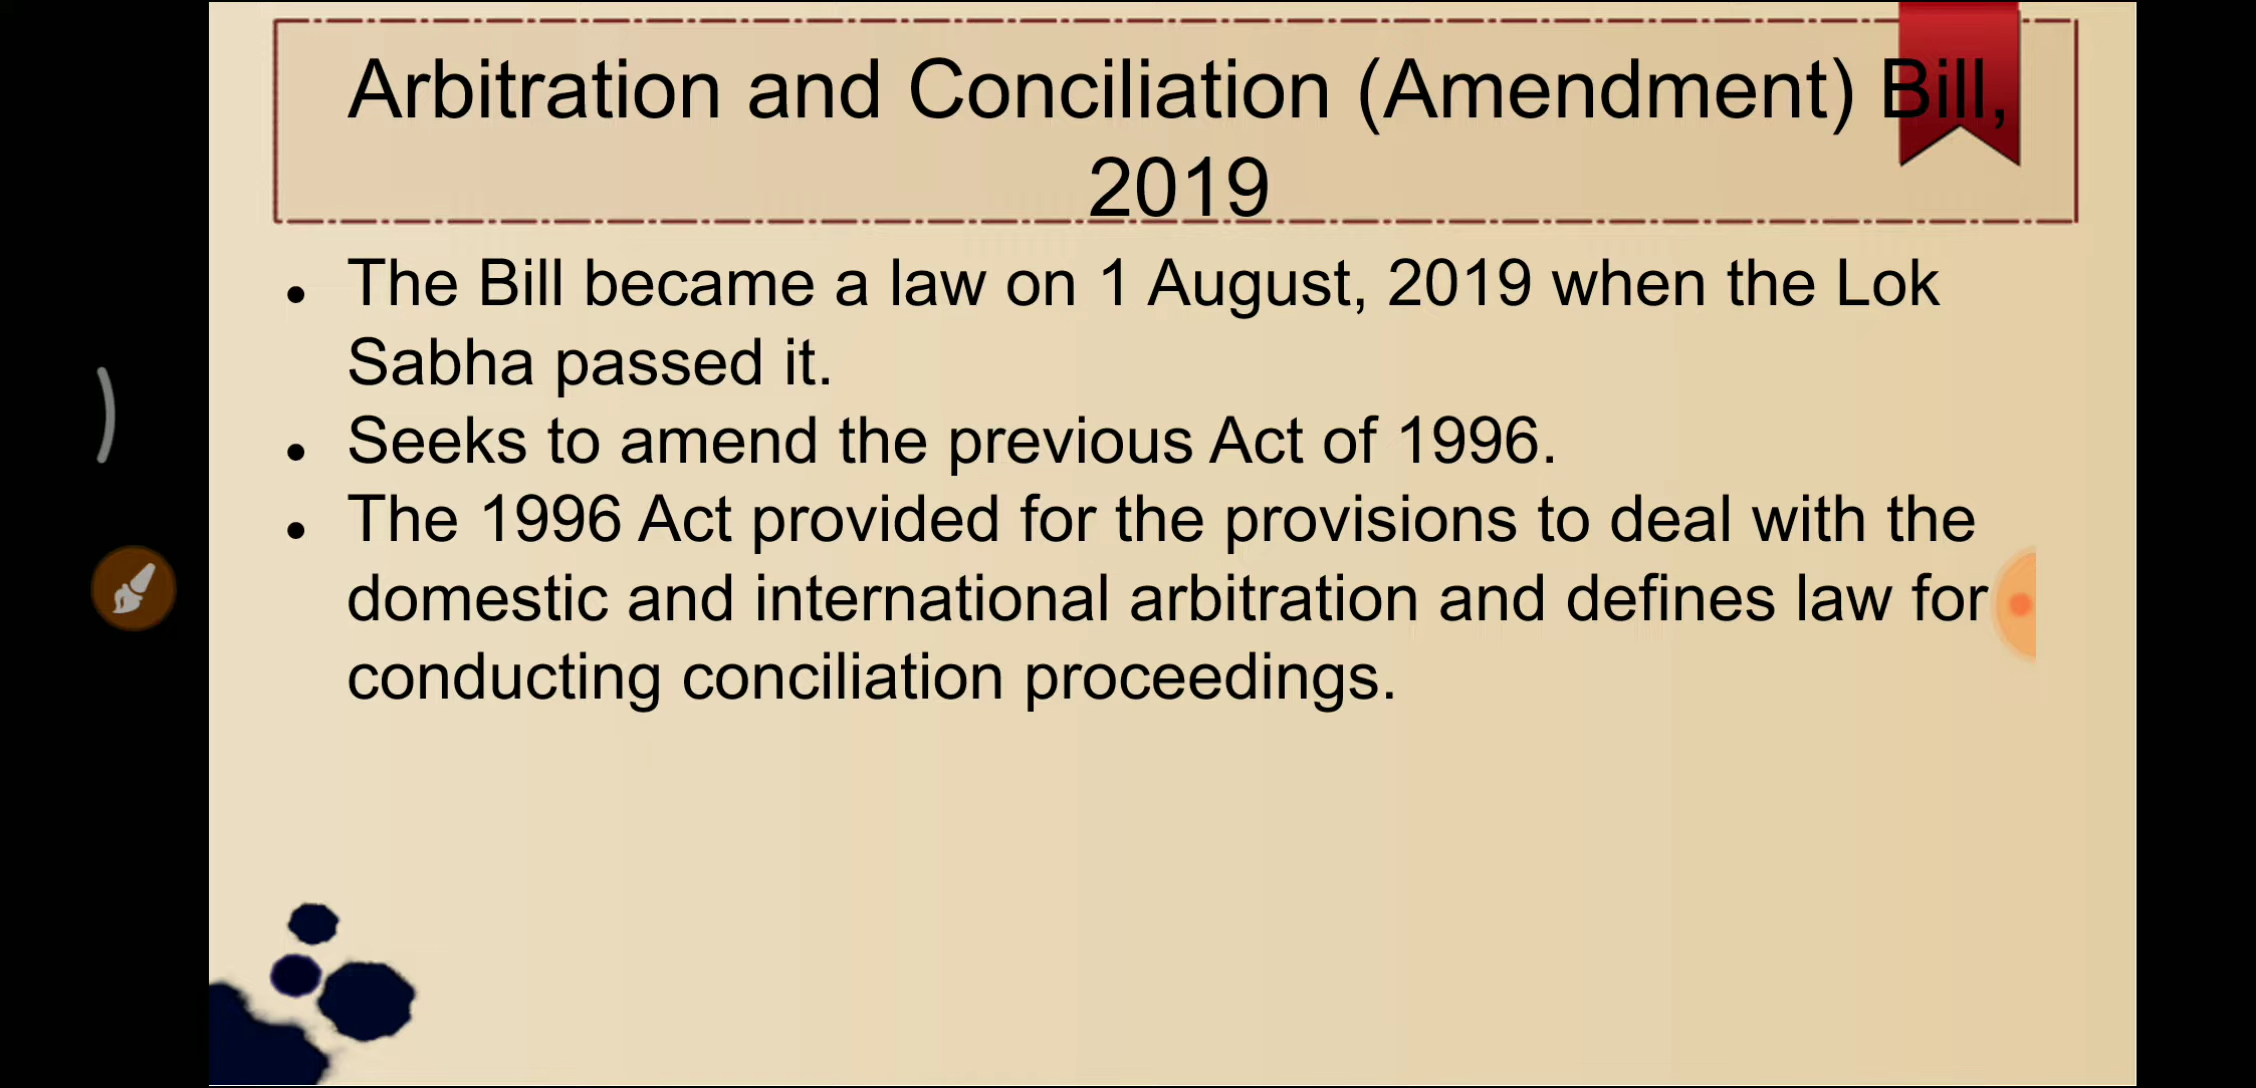 Arbitration and Conciliation (Amendment) Bill,
2019
• The Bill became a law on 1 August, 2019 when the Lok
Sabha passed it.
• Seeks to amend the previous Act of 1996.
• The 1996 Act provided for the provisions to deal with the
domestic and international arbitration and defines law for
conducting conciliation proceedings.